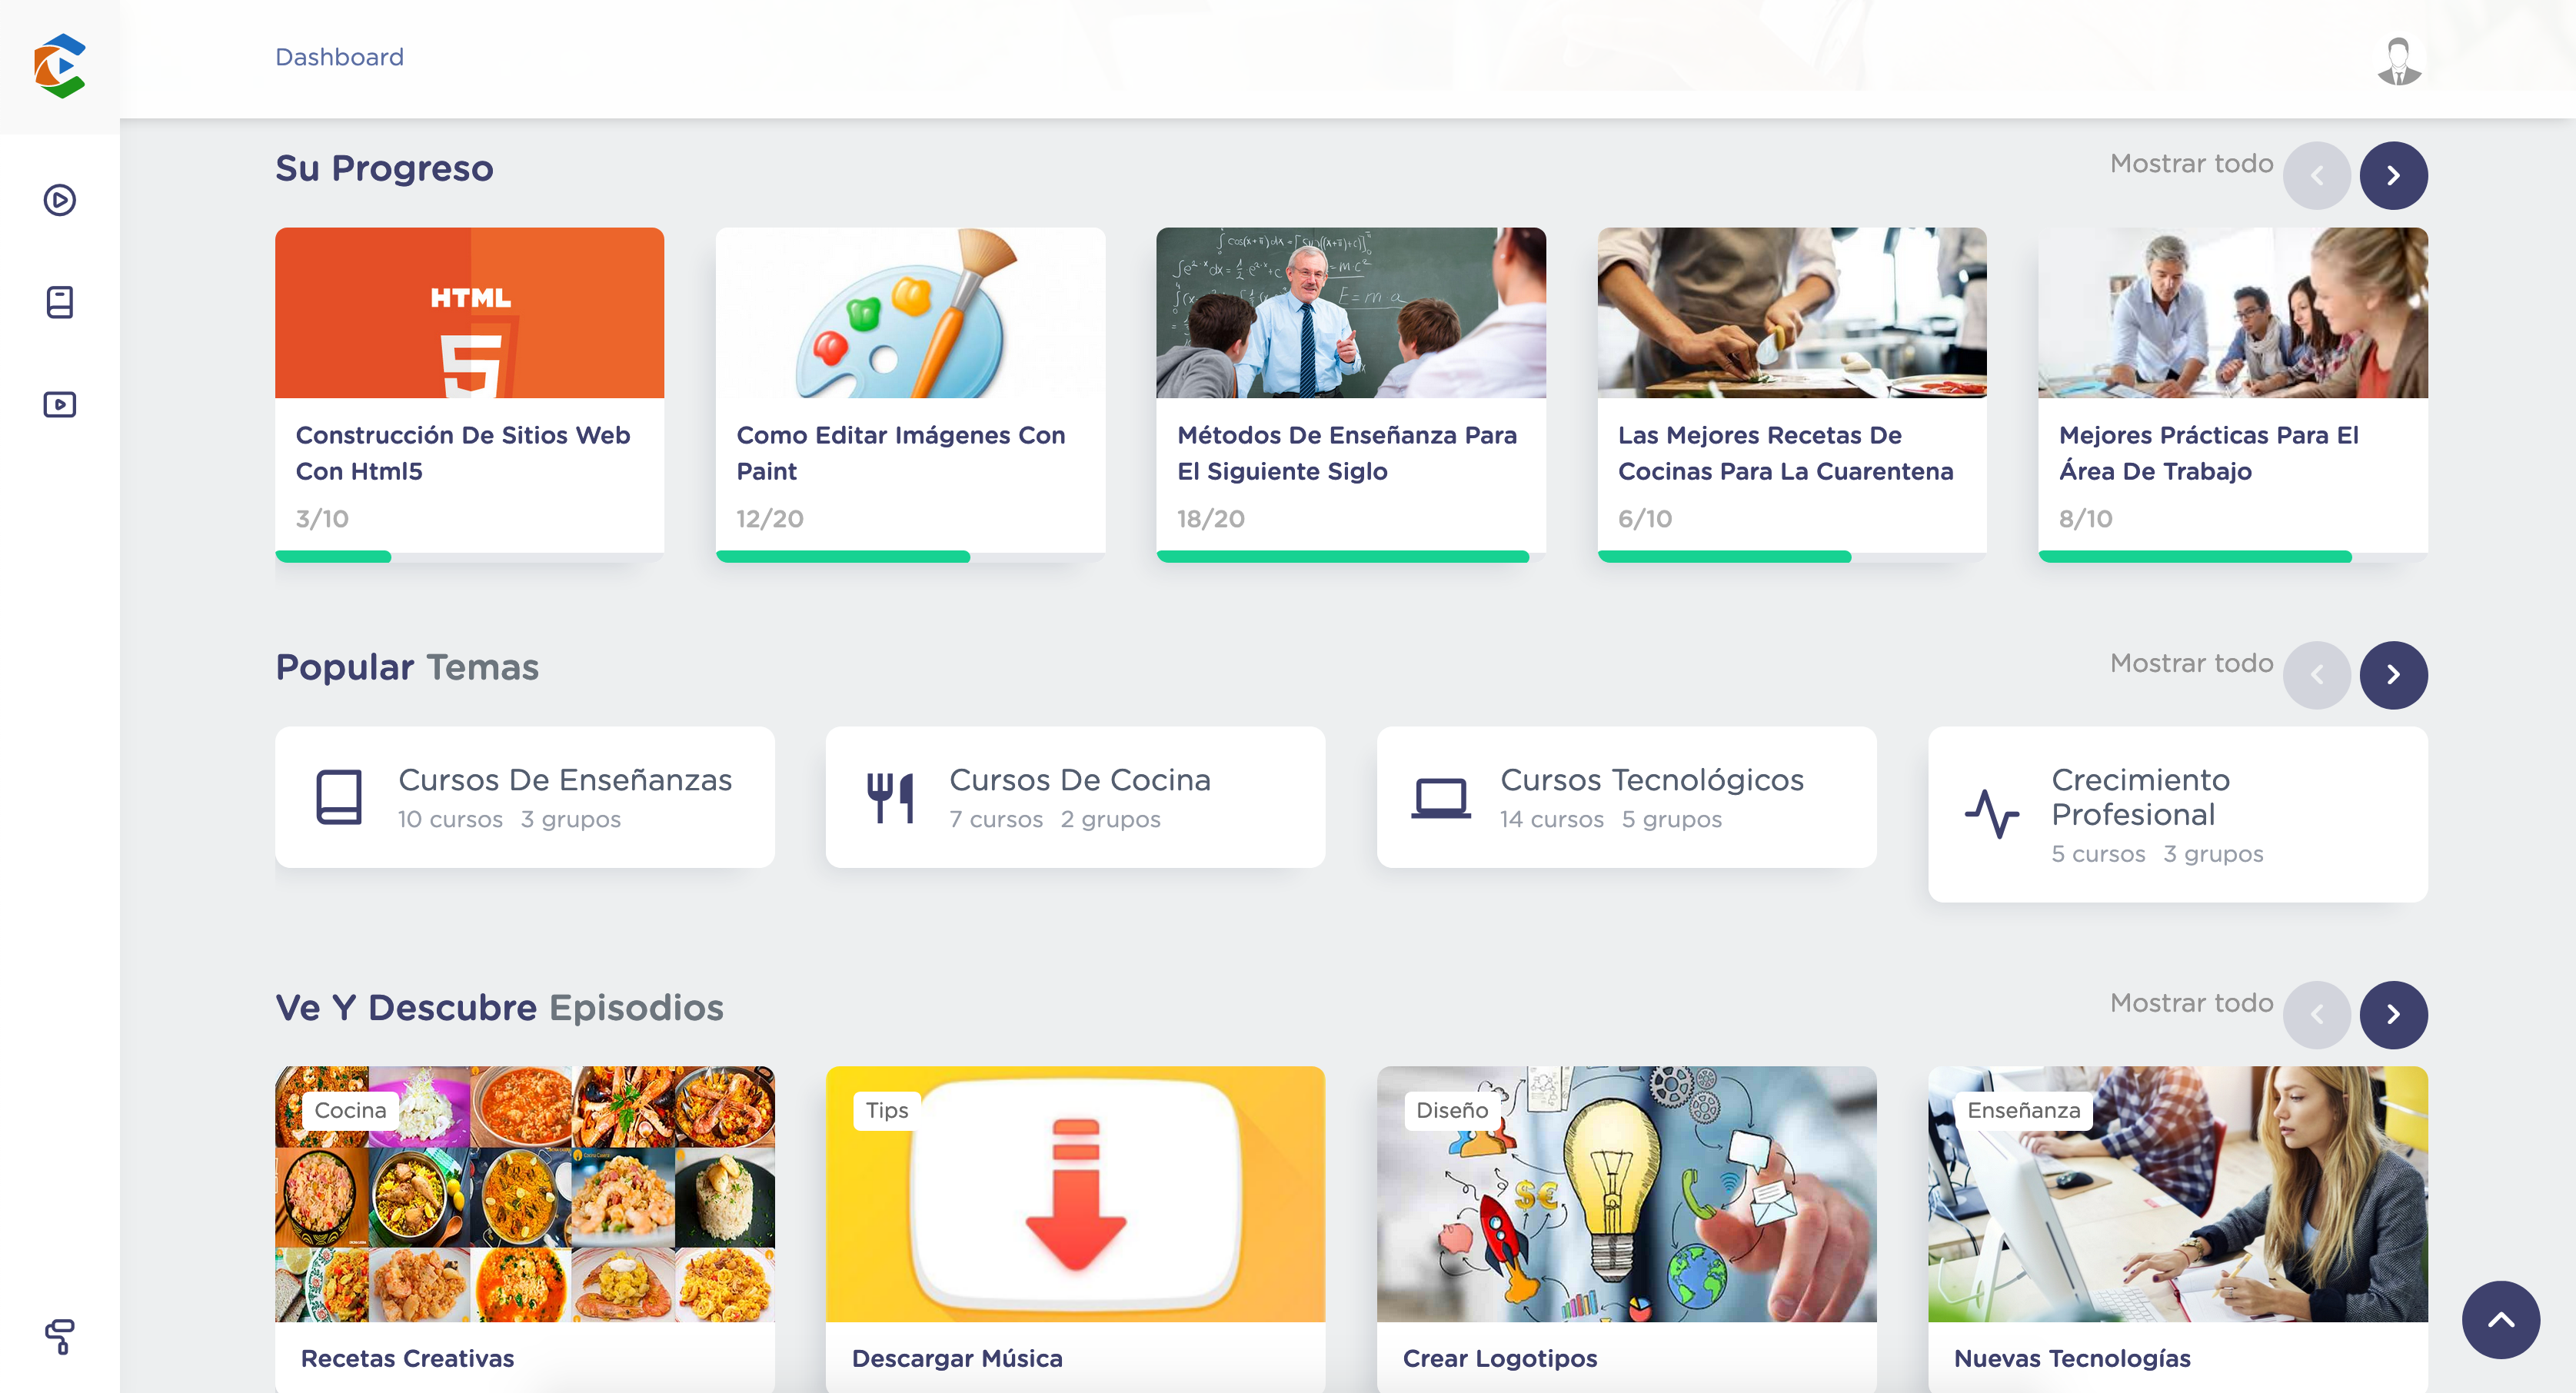 Dashboard
Su Progreso
Mostrar todo
HTML
5
Construcción De Sitios Web
Con Html5
3/10
Como Editar Imágenes Con
Paint
12/20
E=ma
Métodos De Enseñanza Para
El Siguiente Siglo
18/20
Las Mejores Recetas De
Cocinas Para La Cuarentena
6/10
Mejores Prácticas Para El
Área De Trabajo
8/10
Popular Temas
Mostrar todo
Cursos De Enseñanzas
10 cursos 3 grupos
Cursos De Cocina
7 cursos 2 grupos
Cursos Tecnológicos
14 cursos 5 grupos
Crecimiento
Profesional
5 cursos 3 grupos
Ve Y Descubre Episodios
Mostrar todo
Cocina
Recetas Creativas
Tips
Descargar Música
Diseño
$€
Crear Logotipos
Enseñanza
Nuevas Tecnologías